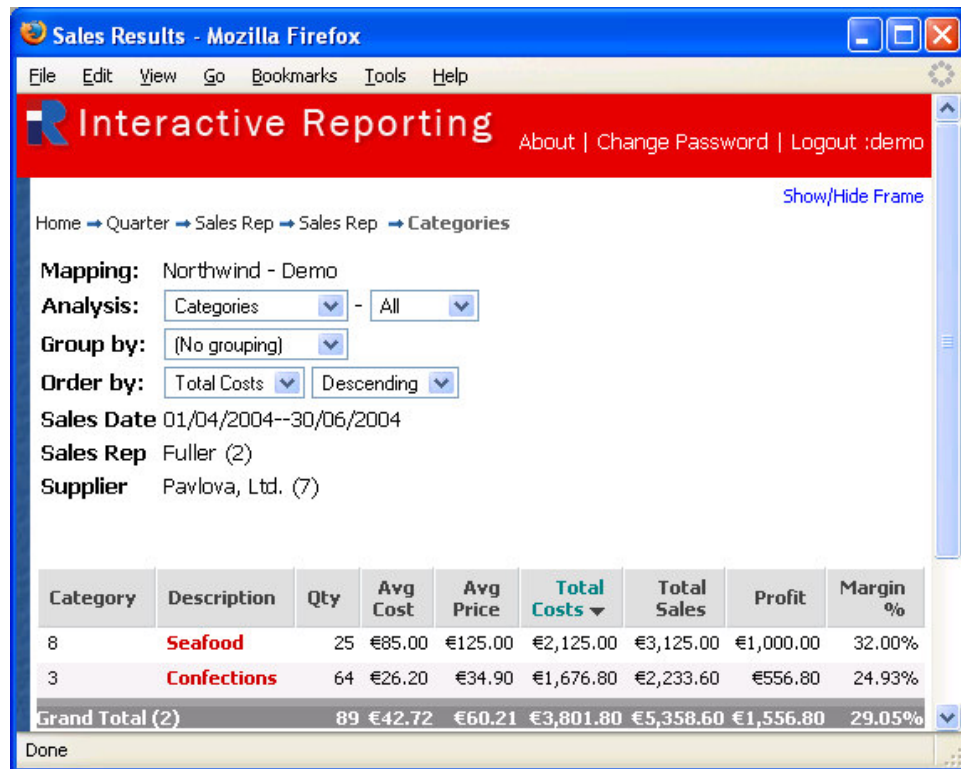 Sales Results - Mozilla Firefox
File Edit View Go Bookmarks Tools Help
iR Interactive Reporting
About | Change Password | Logout :demo
Show/Hide Frame
Home → Quarter → Sales Rep → Sales Rep → Categories
Mapping: Northwind - Demo
Analysis: Categories - All
Group by: (No grouping)
Order by: Total Costs Descending
Sales Date 01/04/2004--30/06/2004
Sales Rep Fuller (2)
Supplier Pavlova, Ltd. (7)
Category Description Qty Avg Cost Avg Price Total Costs Total Sales Profit Margin %
8 Seafood 25 €85.00 €125.00 €2,125.00 €3,125.00 €1,000.00 32.00%
3 Confections 64 €26.20 €34.90 €1,676.80 €2,233.60 €556.80 24.93%
Grand Total (2) 89 €42.72 €60.21 €3,801.80 €5,358.60 €1,556.80 29.05%
Done